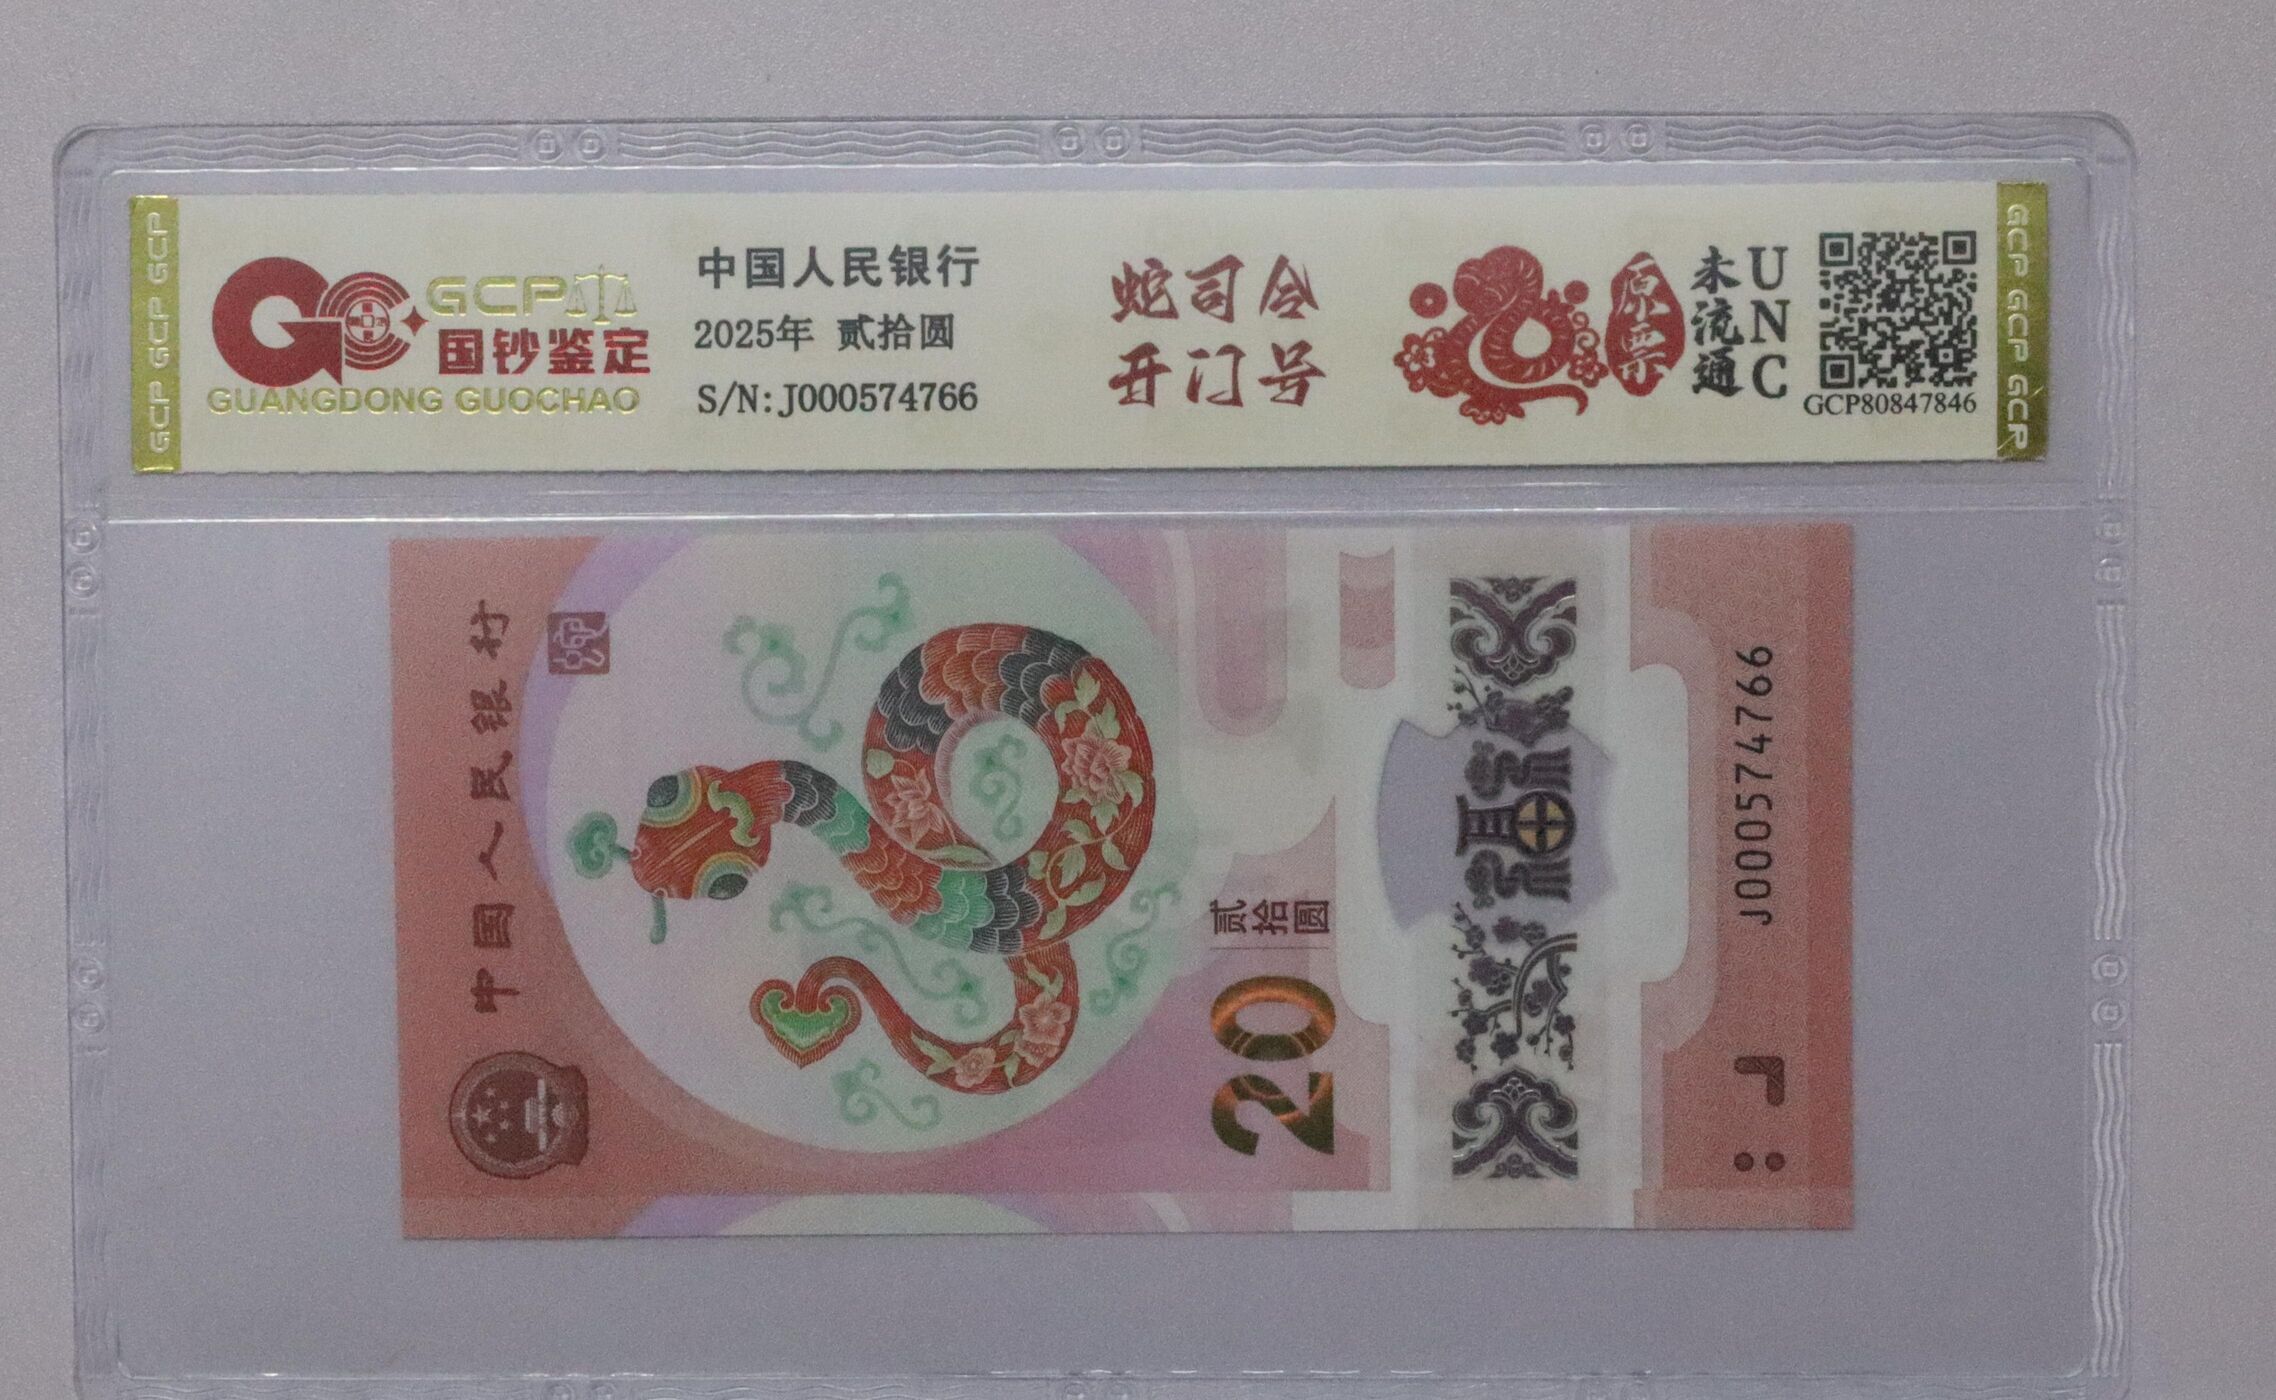 GCP GCP GCP
GCP
国钞鉴定
GUANGDONG GUOCHAO
中国人民银行
2025年 贰拾圆
S/N:J000574766
蛇司令
开门号
原票
未流通
UNC
GCP80847846
GCP GCP GCP
中国人民银行
蛇
贰拾圆
20
福
J000574766